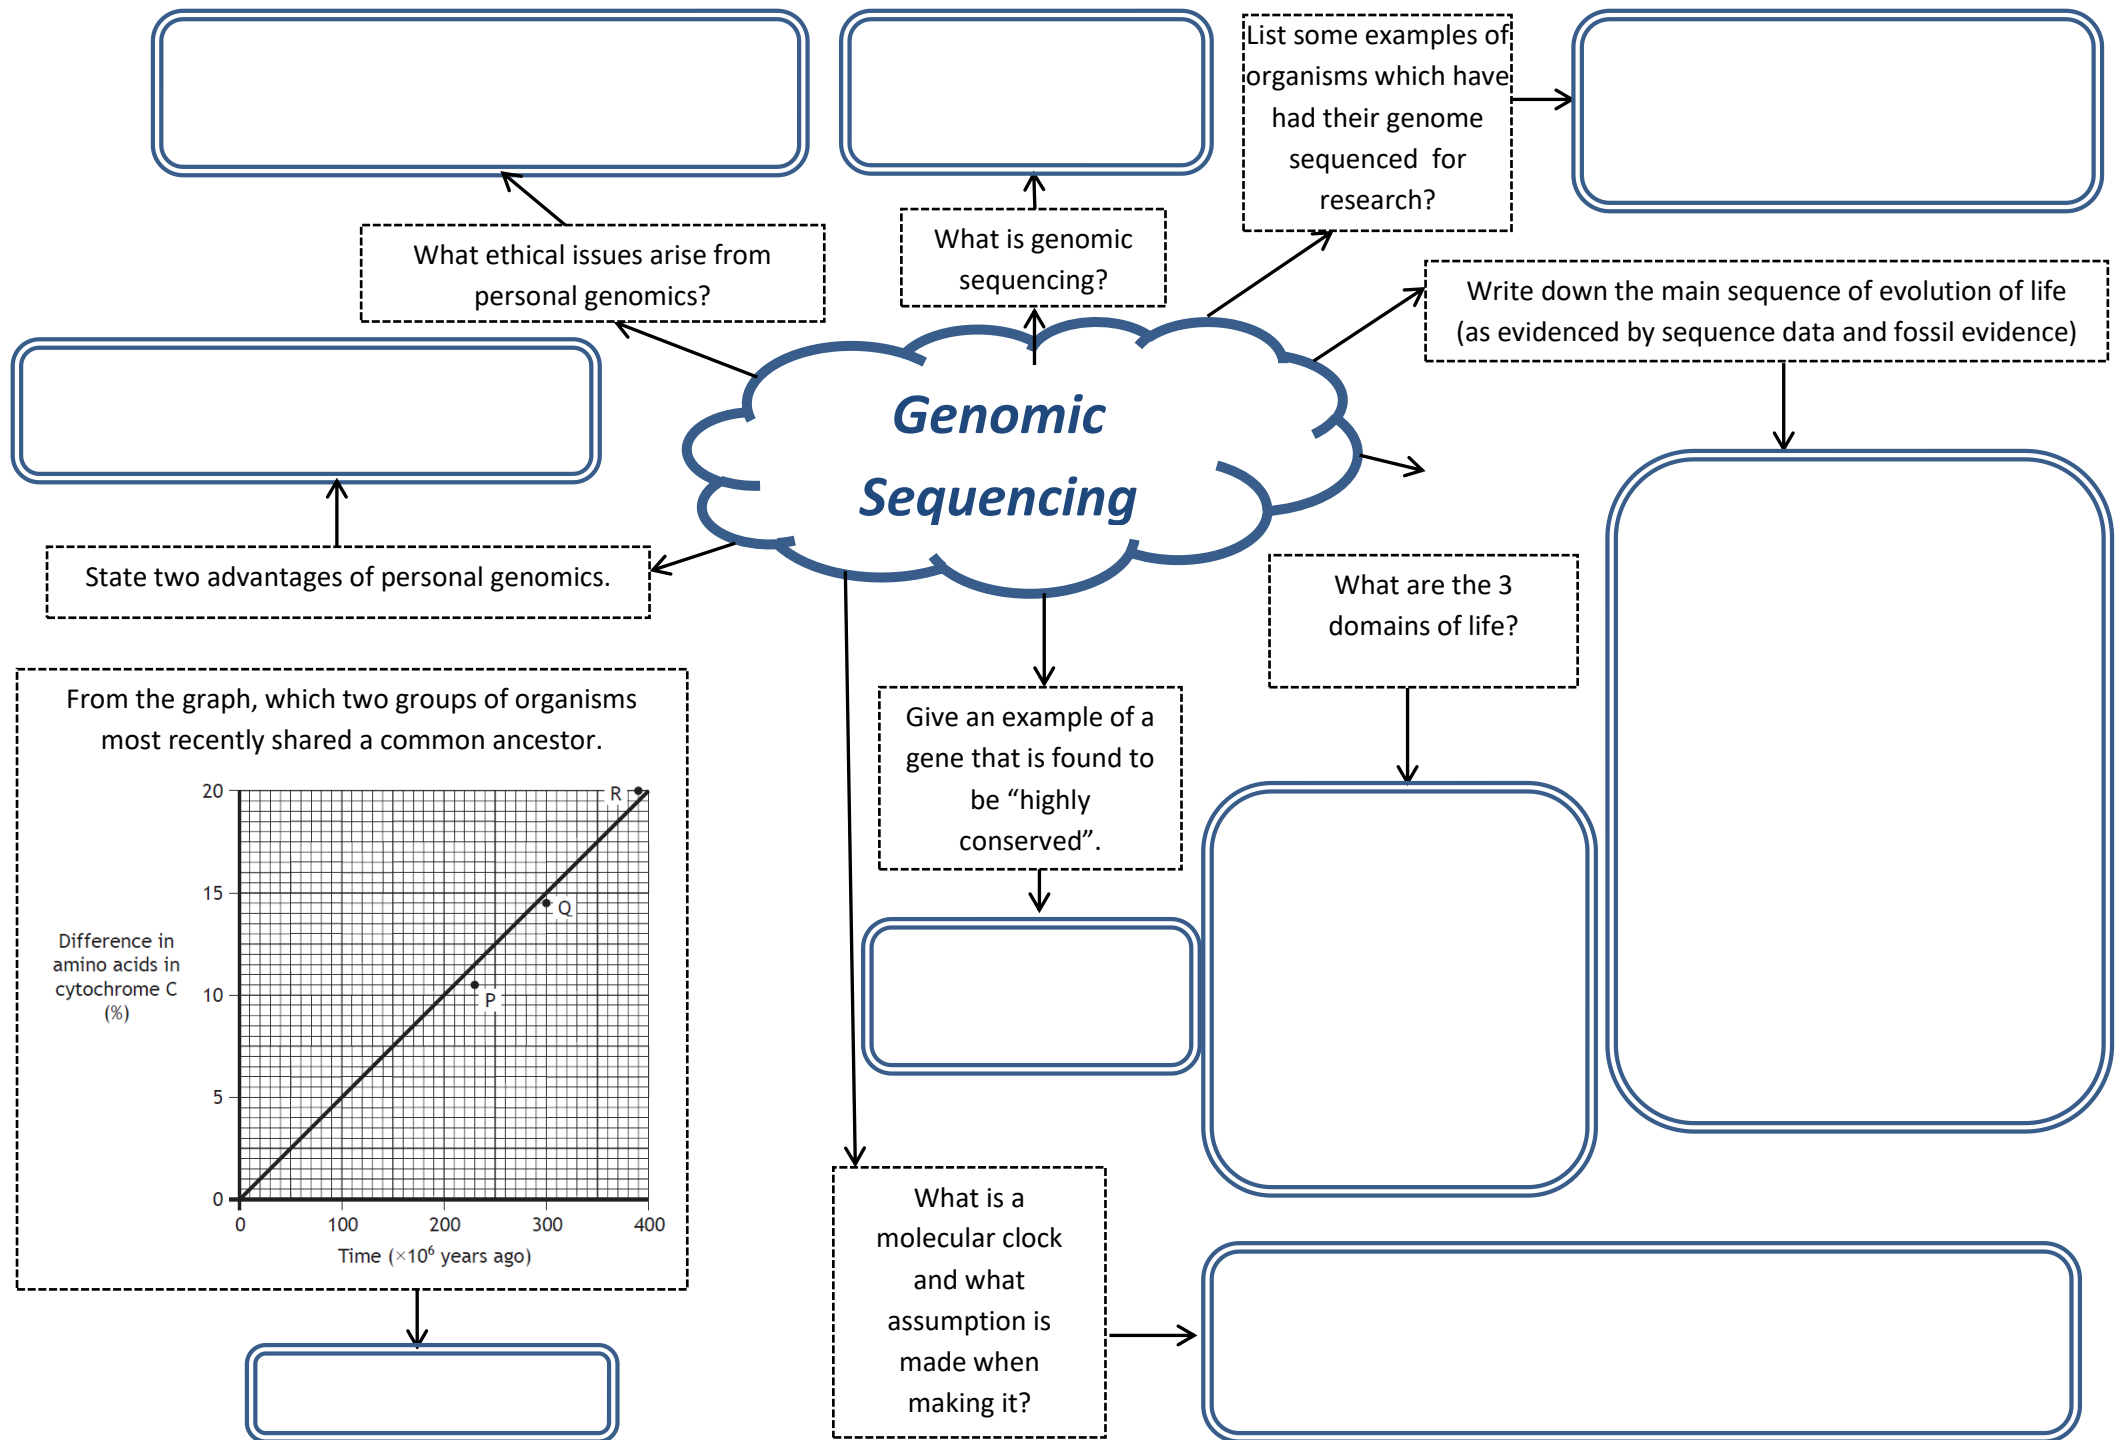 List some examples of
organisms which have
had their genome
sequenced for
research?
What ethical issues arise from
personal genomics?
What is genomic
sequencing?
Write down the main sequence of evolution of life
(as evidenced by sequence data and fossil evidence)
Genomic
Sequencing
State two advantages of personal genomics.
What are the 3
domains of life?
From the graph, which two groups of organisms
most recently shared a common ancestor.
20
15
10
5
0
R
Q
P
Difference in
amino acids in
cytochrome C
(%)
0 100 200 300 400
Time (×10⁶ years ago)
Give an example of a
gene that is found to
be “highly
conserved”.
What is a
molecular clock
and what
assumption is
made when
making it?